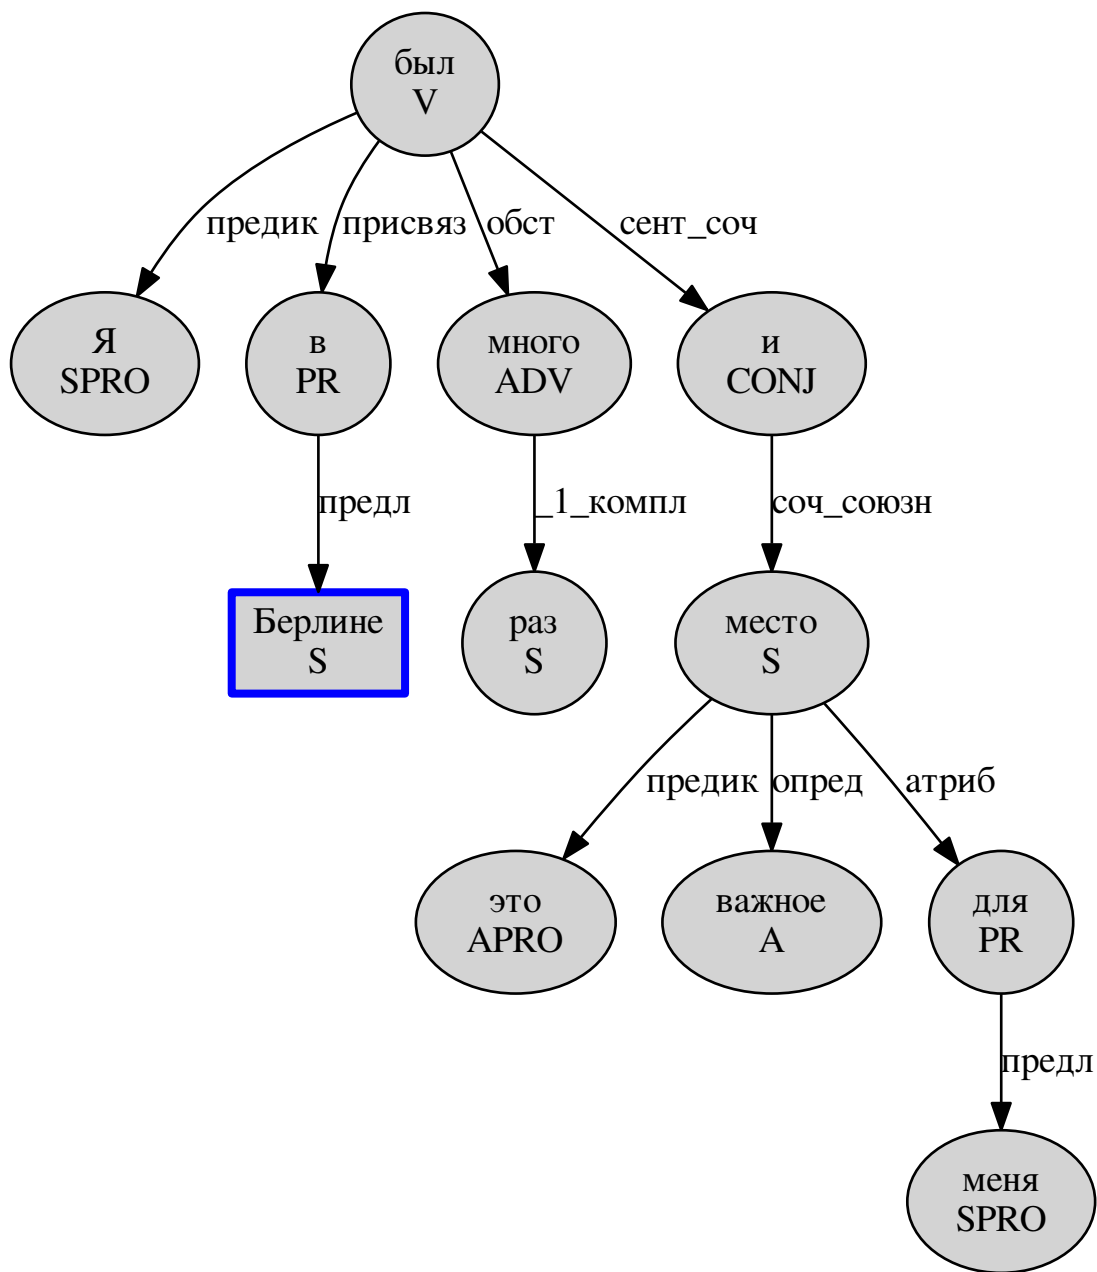 был
V
предик
присвяз
обст
сент_соч
Я
SPRO
в
PR
много
ADV
и
CONJ
предл
_1_компл
соч_союзн
Берлине
S
раз
S
место
S
предик
опред
атриб
это
APRO
важное
A
для
PR
предл
меня
SPRO